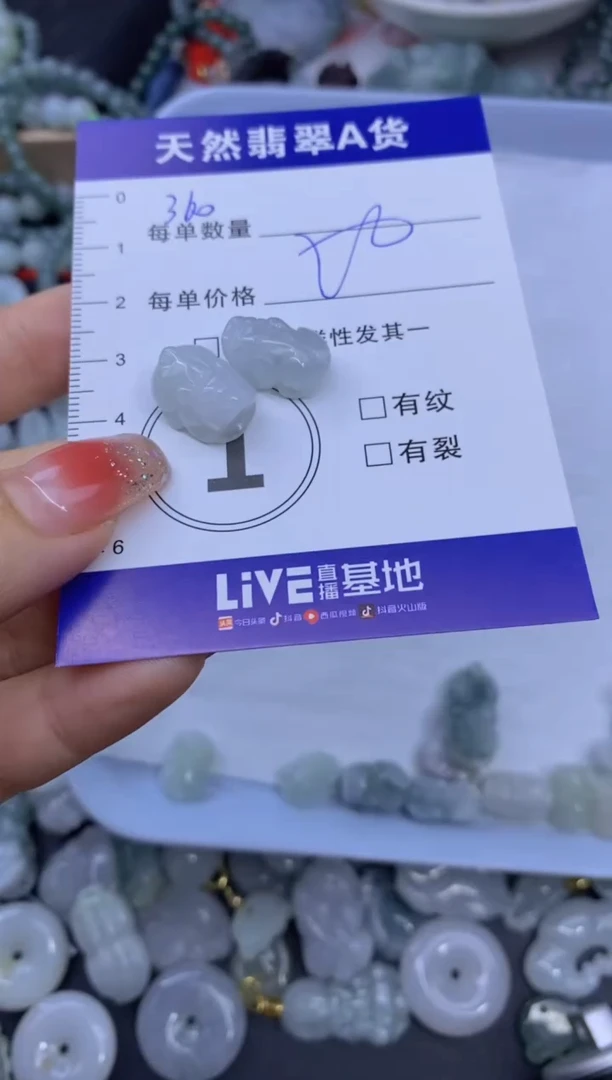 天然翡翠A货
0
360
每单数量
1
2
每单价格
3
性发其一
4
□有纹
□有裂
1
6
LiVE直播基地
头条 今日头条 抖音 西瓜视频 抖音火山版